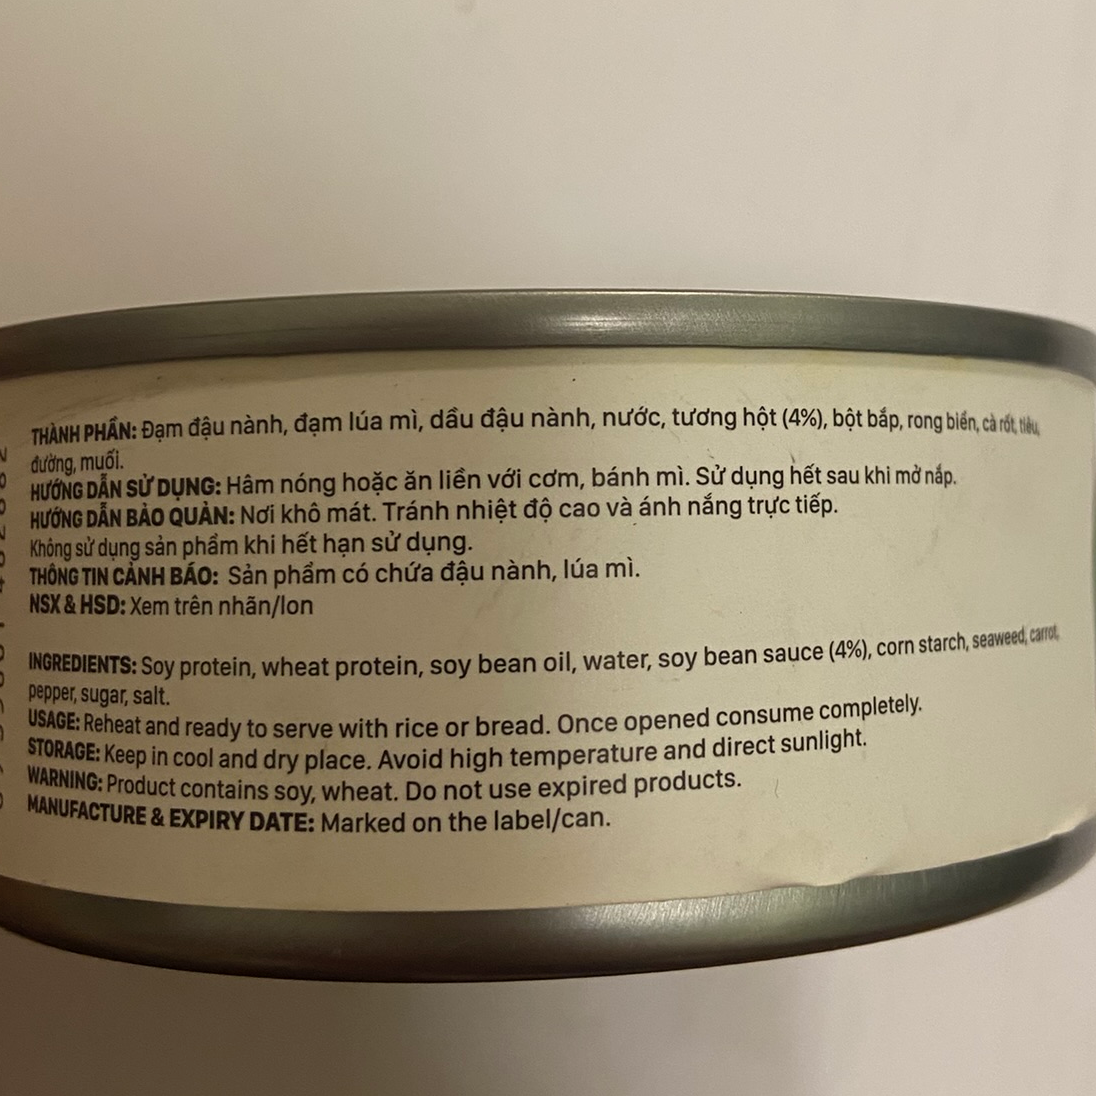 THÀNH PHẦN: Đạm đậu nành, đạm lúa mì, dầu đậu nành, nước, tương hột (4%), bột bắp, rong biển, cà rốt, tiêu,
đường, muối.
HƯỚNG DẪN SỬ DỤNG: Hâm nóng hoặc ăn liền với cơm, bánh mì. Sử dụng hết sau khi mở nắp.
HƯỚNG DẪN BẢO QUẢN: Nơi khô mát. Tránh nhiệt độ cao và ánh nắng trực tiếp.
Không sử dụng sản phẩm khi hết hạn sử dụng.
THÔNG TIN CẢNH BÁO: Sản phẩm có chứa đậu nành, lúa mì.
NSX & HSD: Xem trên nhãn/lon
INGREDIENTS: Soy protein, wheat protein, soy bean oil, water, soy bean sauce (4%), corn starch, seaweed, carrot,
pepper, sugar, salt.
USAGE: Reheat and ready to serve with rice or bread. Once opened consume completely.
STORAGE: Keep in cool and dry place. Avoid high temperature and direct sunlight.
WARNING: Product contains soy, wheat. Do not use expired products.
MANUFACTURE & EXPIRY DATE: Marked on the label/can.